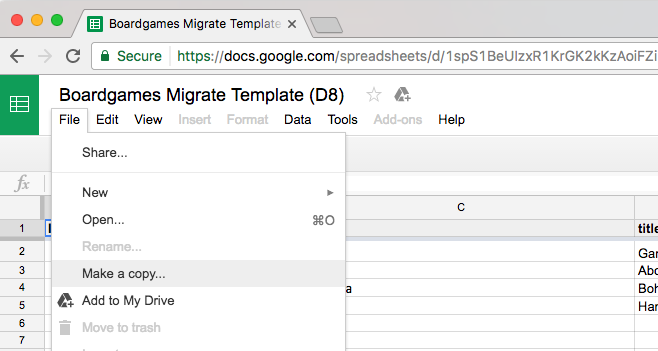 Boardgames Migrate Template
Secure https://docs.google.com/spreadsheets/d/1spS1BeUlzxR1KrGK2kKzAoiFZi
Boardgames Migrate Template (D8)
File Edit View Insert Format Data Tools Add-ons Help
Share...
fx
New
C
Open... ⌘O
1 title
Rename...
2 Gar
Make a copy...
3 Abo
4 a Boh
Add to My Drive
5 Har
Move to trash
6
7